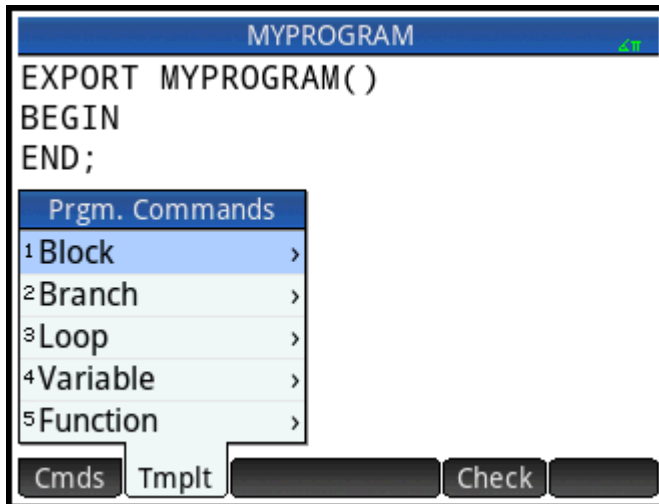 MYPROGRAM
∡π
EXPORT MYPROGRAM()
BEGIN
END;
Prgm. Commands
1 Block ›
2 Branch ›
3 Loop ›
4 Variable ›
5 Function ›
Cmds Tmplt Check